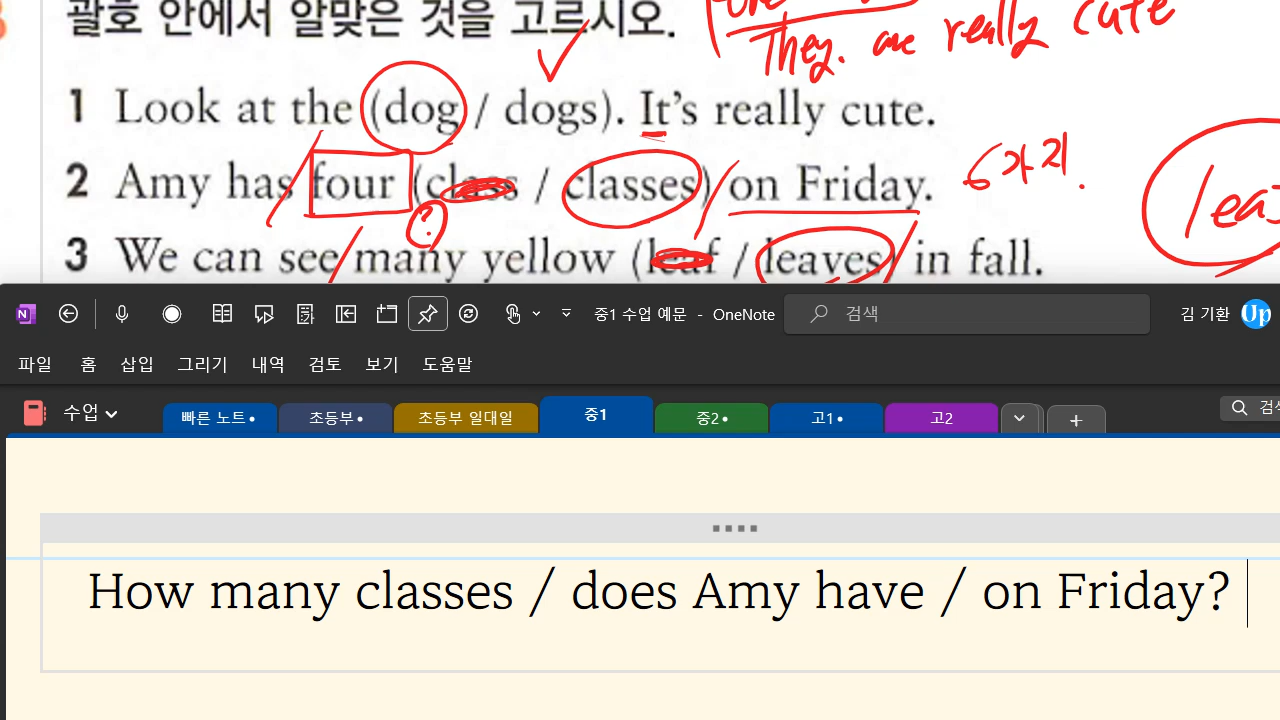 괄호 안에서 알맞은 것을 고르시오.
They. are really cute
1 Look at the (dog / dogs). It's really cute.
2 Amy has four (class / classes) on Friday.
6가지.
?
3 We can see many yellow (leaf / leaves) in fall.
중1 수업 예문 - OneNote
검색
김 기환
Up
파일 홈 삽입 그리기 내역 검토 보기 도움말
수업 빠른 노트 초등부 초등부 일대일 중1 중2 고1 고2 +
How many classes / does Amy have / on Friday?